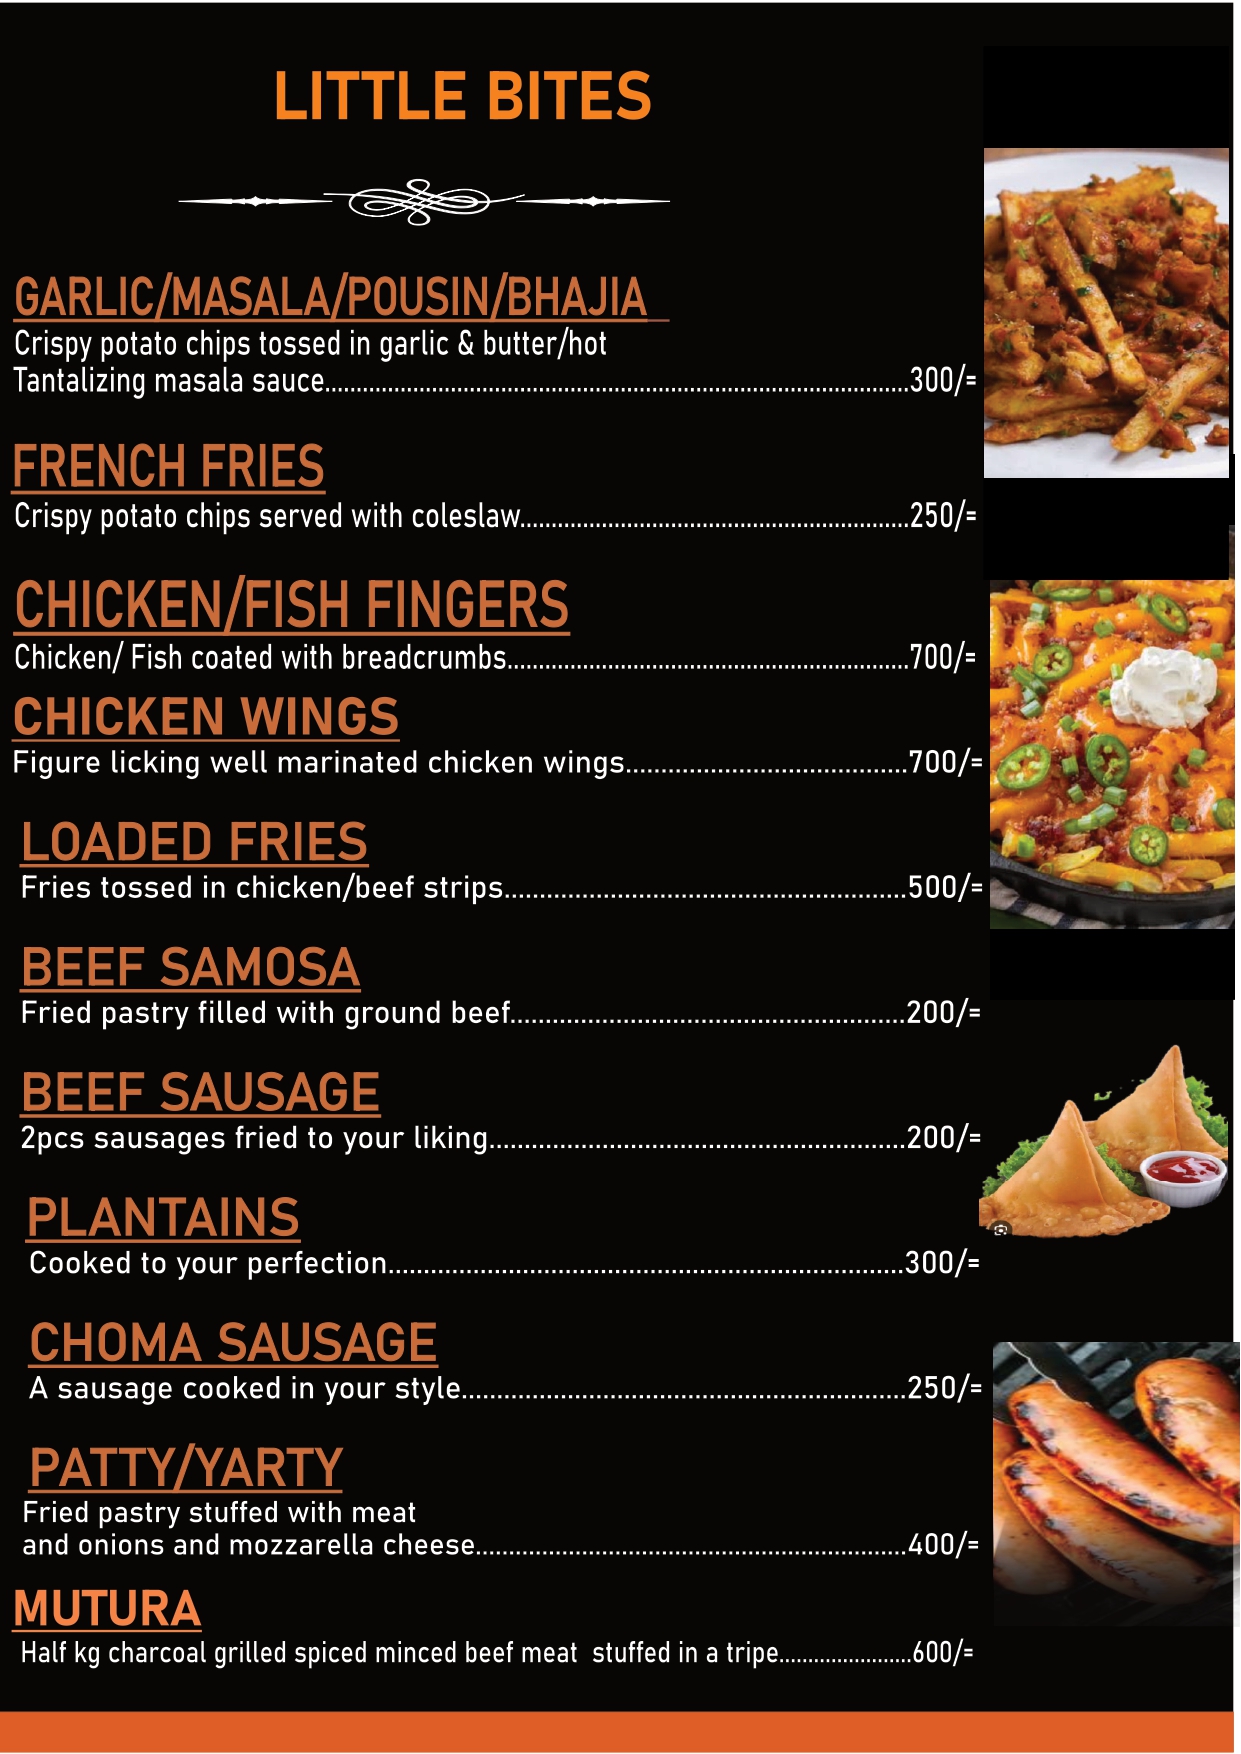 LITTLE BITES
GARLIC/MASALA/POUSIN/BHAJIA
Crispy potato chips tossed in garlic & butter/hot
Tantalizing masala sauce....................300/=
FRENCH FRIES
Crispy potato chips served with coleslaw....................250/=
CHICKEN/FISH FINGERS
Chicken/ Fish coated with breadcrumbs....................700/=
CHICKEN WINGS
Figure licking well marinated chicken wings....................700/=
LOADED FRIES
Fries tossed in chicken/beef strips....................500/=
BEEF SAMOSA
Fried pastry filled with ground beef....................200/=
BEEF SAUSAGE
2pcs sausages fried to your liking....................200/=
PLANTAINS
Cooked to your perfection....................300/=
CHOMA SAUSAGE
A sausage cooked in your style....................250/=
PATTY/YARTY
Fried pastry stuffed with meat
and onions and mozzarella cheese....................400/=
MUTURA
Half kg charcoal grilled spiced minced beef meat  stuffed in a tripe....................600/=